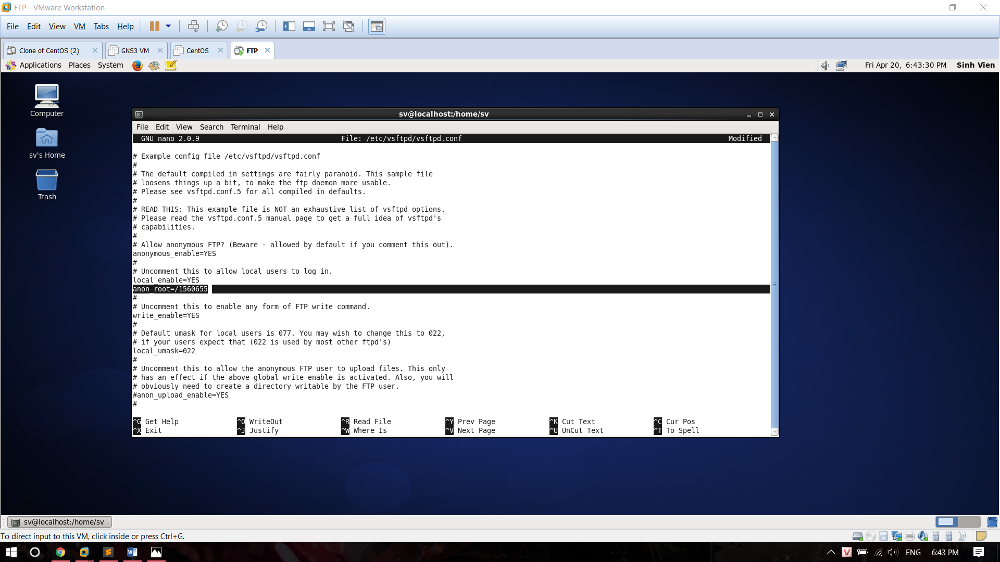 FTP - VMware Workstation
File Edit View VM Tabs Help
Clone of CentOS (2) GNS3 VM CentOS FTP
Applications Places System Fri Apr 20, 6:43:30 PM Sinh Vien
Computer
sv's Home
Trash
sv@localhost:/home/sv
File Edit View Search Terminal Help
GNU nano 2.0.9 File: /etc/vsftpd/vsftpd.conf Modified
# Example config file /etc/vsftpd/vsftpd.conf
#
# The default compiled in settings are fairly paranoid. This sample file
# loosens things up a bit, to make the ftp daemon more usable.
# Please see vsftpd.conf.5 for all compiled in defaults.
#
# READ THIS: This example file is NOT an exhaustive list of vsftpd options.
# Please read the vsftpd.conf.5 manual page to get a full idea of vsftpd's
# capabilities.
#
# Allow anonymous FTP? (Beware - allowed by default if you comment this out).
anonymous_enable=YES
#
# Uncomment this to allow local users to log in.
local_enable=YES
anon_root=/1560655
#
# Uncomment this to enable any form of FTP write command.
write_enable=YES
#
# Default umask for local users is 077. You may wish to change this to 022,
# if your users expect that (022 is used by most other ftpd's)
local_umask=022
#
# Uncomment this to allow the anonymous FTP user to upload files. This only
# has an effect if the above global write enable is activated. Also, you will
# obviously need to create a directory writable by the FTP user.
#anon_upload_enable=YES
#
^G Get Help ^O WriteOut ^R Read File ^Y Prev Page ^K Cut Text ^C Cur Pos
^X Exit ^J Justify ^W Where Is ^V Next Page ^U UnCut Text ^T To Spell
sv@localhost:/home/sv
To direct input to this VM, click inside or press Ctrl+G.
ENG 6:43 PM